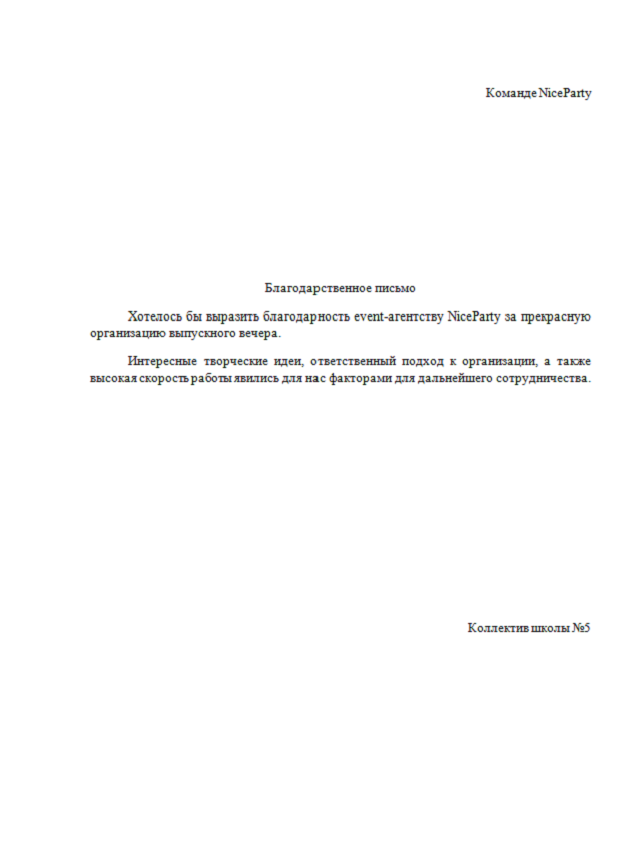 Команде NiceParty
Благодарственное письмо
Хотелось бы выразить благодарность event-агентству NiceParty за прекрасную
организацию выпускного вечера.
Интересные творческие идеи, ответственный подход к организации, а также
высокая скорость работы явились для нас факторами для дальнейшего сотрудничества.
Коллектив школы №5